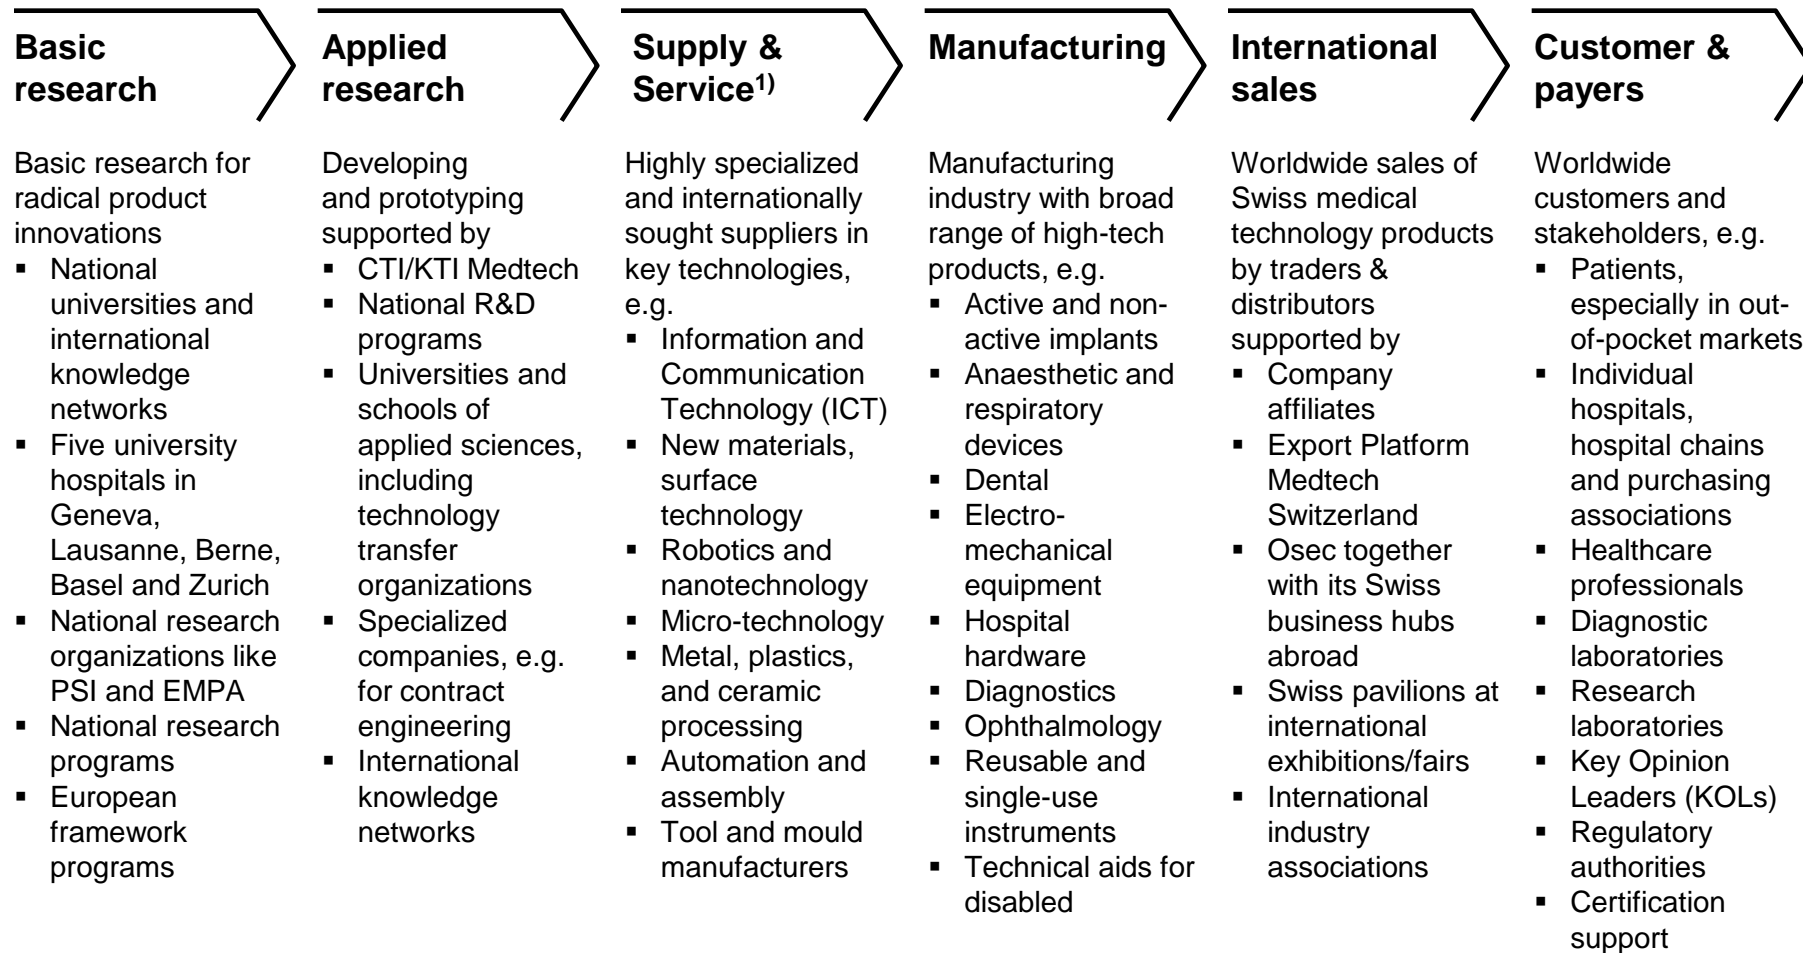 Basic
research
Basic research for
radical product
innovations
▪ National
universities and
international
knowledge
networks
▪ Five university
hospitals in
Geneva,
Lausanne, Berne,
Basel and Zurich
▪ National research
organizations like
PSI and EMPA
▪ National research
programs
▪ European
framework
programs
Applied
research
Developing
and prototyping
supported by
▪ CTI/KTI Medtech
▪ National R&D
programs
▪ Universities and
schools of
applied sciences,
including
technology
transfer
organizations
▪ Specialized
companies, e.g.
for contract
engineering
▪ International
knowledge
networks
Supply &
Service1)
Highly specialized
and internationally
sought suppliers in
key technologies,
e.g.
▪ Information and
Communication
Technology (ICT)
▪ New materials,
surface
technology
▪ Robotics and
nanotechnology
▪ Micro-technology
▪ Metal, plastics,
and ceramic
processing
▪ Automation and
assembly
▪ Tool and mould
manufacturers
Manufacturing
Manufacturing
industry with broad
range of high-tech
products, e.g.
▪ Active and non-
active implants
▪ Anaesthetic and
respiratory
devices
▪ Dental
▪ Electro-
mechanical
equipment
▪ Hospital
hardware
▪ Diagnostics
▪ Ophthalmology
▪ Reusable and
single-use
instruments
▪ Technical aids for
disabled
International
sales
Worldwide sales of
Swiss medical
technology products
by traders &
distributors
supported by
▪ Company
affiliates
▪ Export Platform
Medtech
Switzerland
▪ Osec together
with its Swiss
business hubs
abroad
▪ Swiss pavilions at
international
exhibitions/fairs
▪ International
industry
associations
Customer &
payers
Worldwide
customers and
stakeholders, e.g.
▪ Patients,
especially in out-
of-pocket markets
▪ Individual
hospitals,
hospital chains
and purchasing
associations
▪ Healthcare
professionals
▪ Diagnostic
laboratories
▪ Research
laboratories
▪ Key Opinion
Leaders (KOLs)
▪ Regulatory
authorities
▪ Certification
support